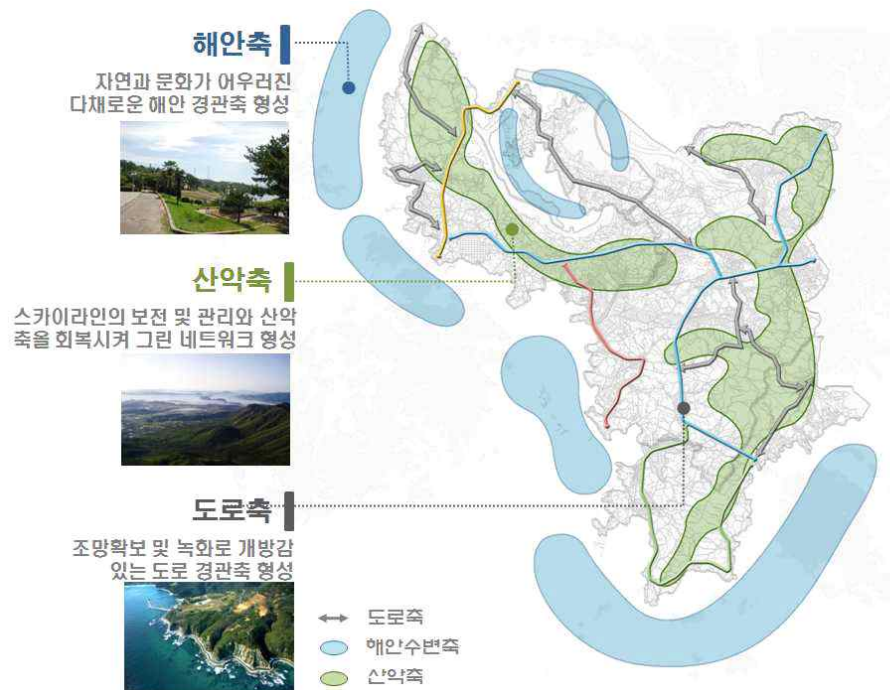 해안축
자연과 문화가 어우러진
다채로운 해안 경관축 형성
산악축
스카이라인의 보전 및 관리와 산악
축을 회복시켜 그린 네트워크 형성
도로축
조망확보 및 녹화로 개방감
있는 도로 경관축 형성
도로축
해안수변축
산악축